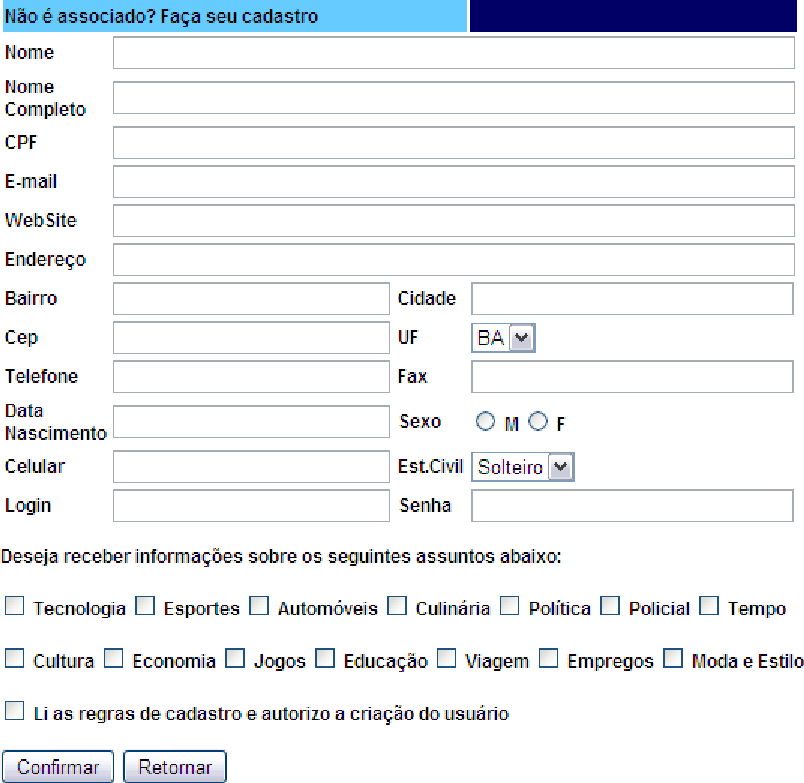 Não é associado? Faça seu cadastro
Nome
Nome
Completo
CPF
E-mail
WebSite
Endereço
Bairro Cidade
Cep UF BA
Telefone Fax
Data
Nascimento Sexo M F
Celular Est.Civil Solteiro
Login Senha
Deseja receber informações sobre os seguintes assuntos abaixo:
Tecnologia Esportes Automóveis Culinária Política Policial Tempo
Cultura Economia Jogos Educação Viagem Empregos Moda e Estilo
Li as regras de cadastro e autorizo a criação do usuário
Confirmar Retornar